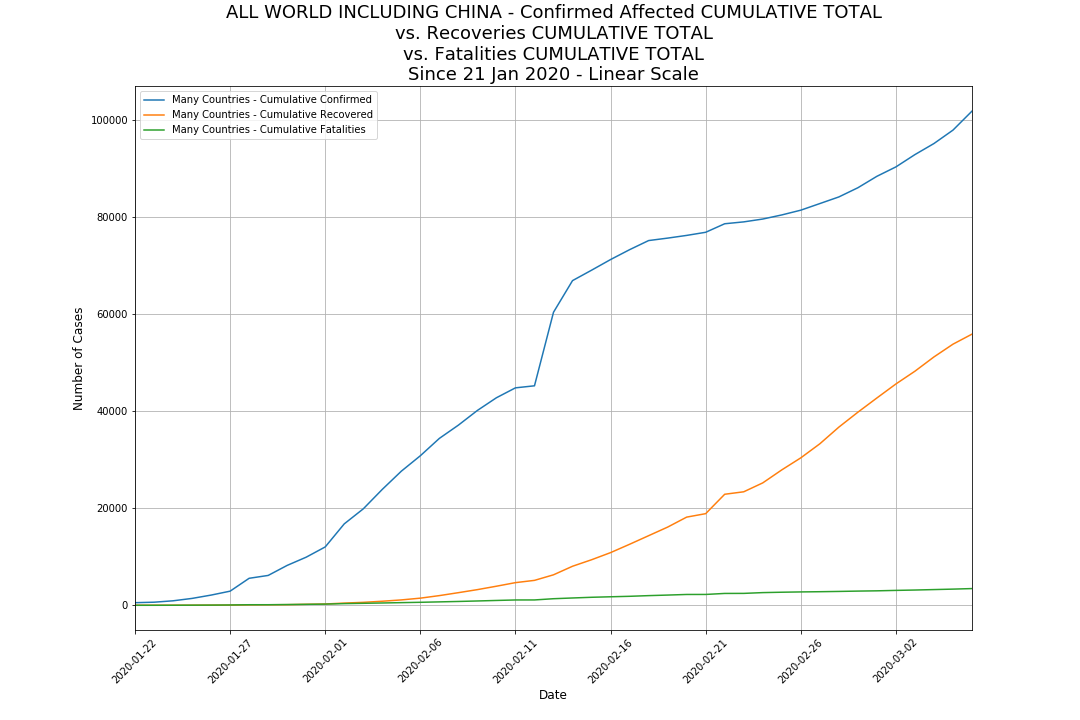 ALL WORLD INCLUDING CHINA - Confirmed Affected CUMULATIVE TOTAL
vs. Recoveries CUMULATIVE TOTAL
vs. Fatalities CUMULATIVE TOTAL
Since 21 Jan 2020 - Linear Scale
Many Countries - Cumulative Confirmed
Many Countries - Cumulative Recovered
Many Countries - Cumulative Fatalities
Number of Cases
100000
80000
60000
40000
20000
0
2020-01-22
2020-01-27
2020-02-01
2020-02-06
2020-02-11
2020-02-16
2020-02-21
2020-02-26
2020-03-02
Date